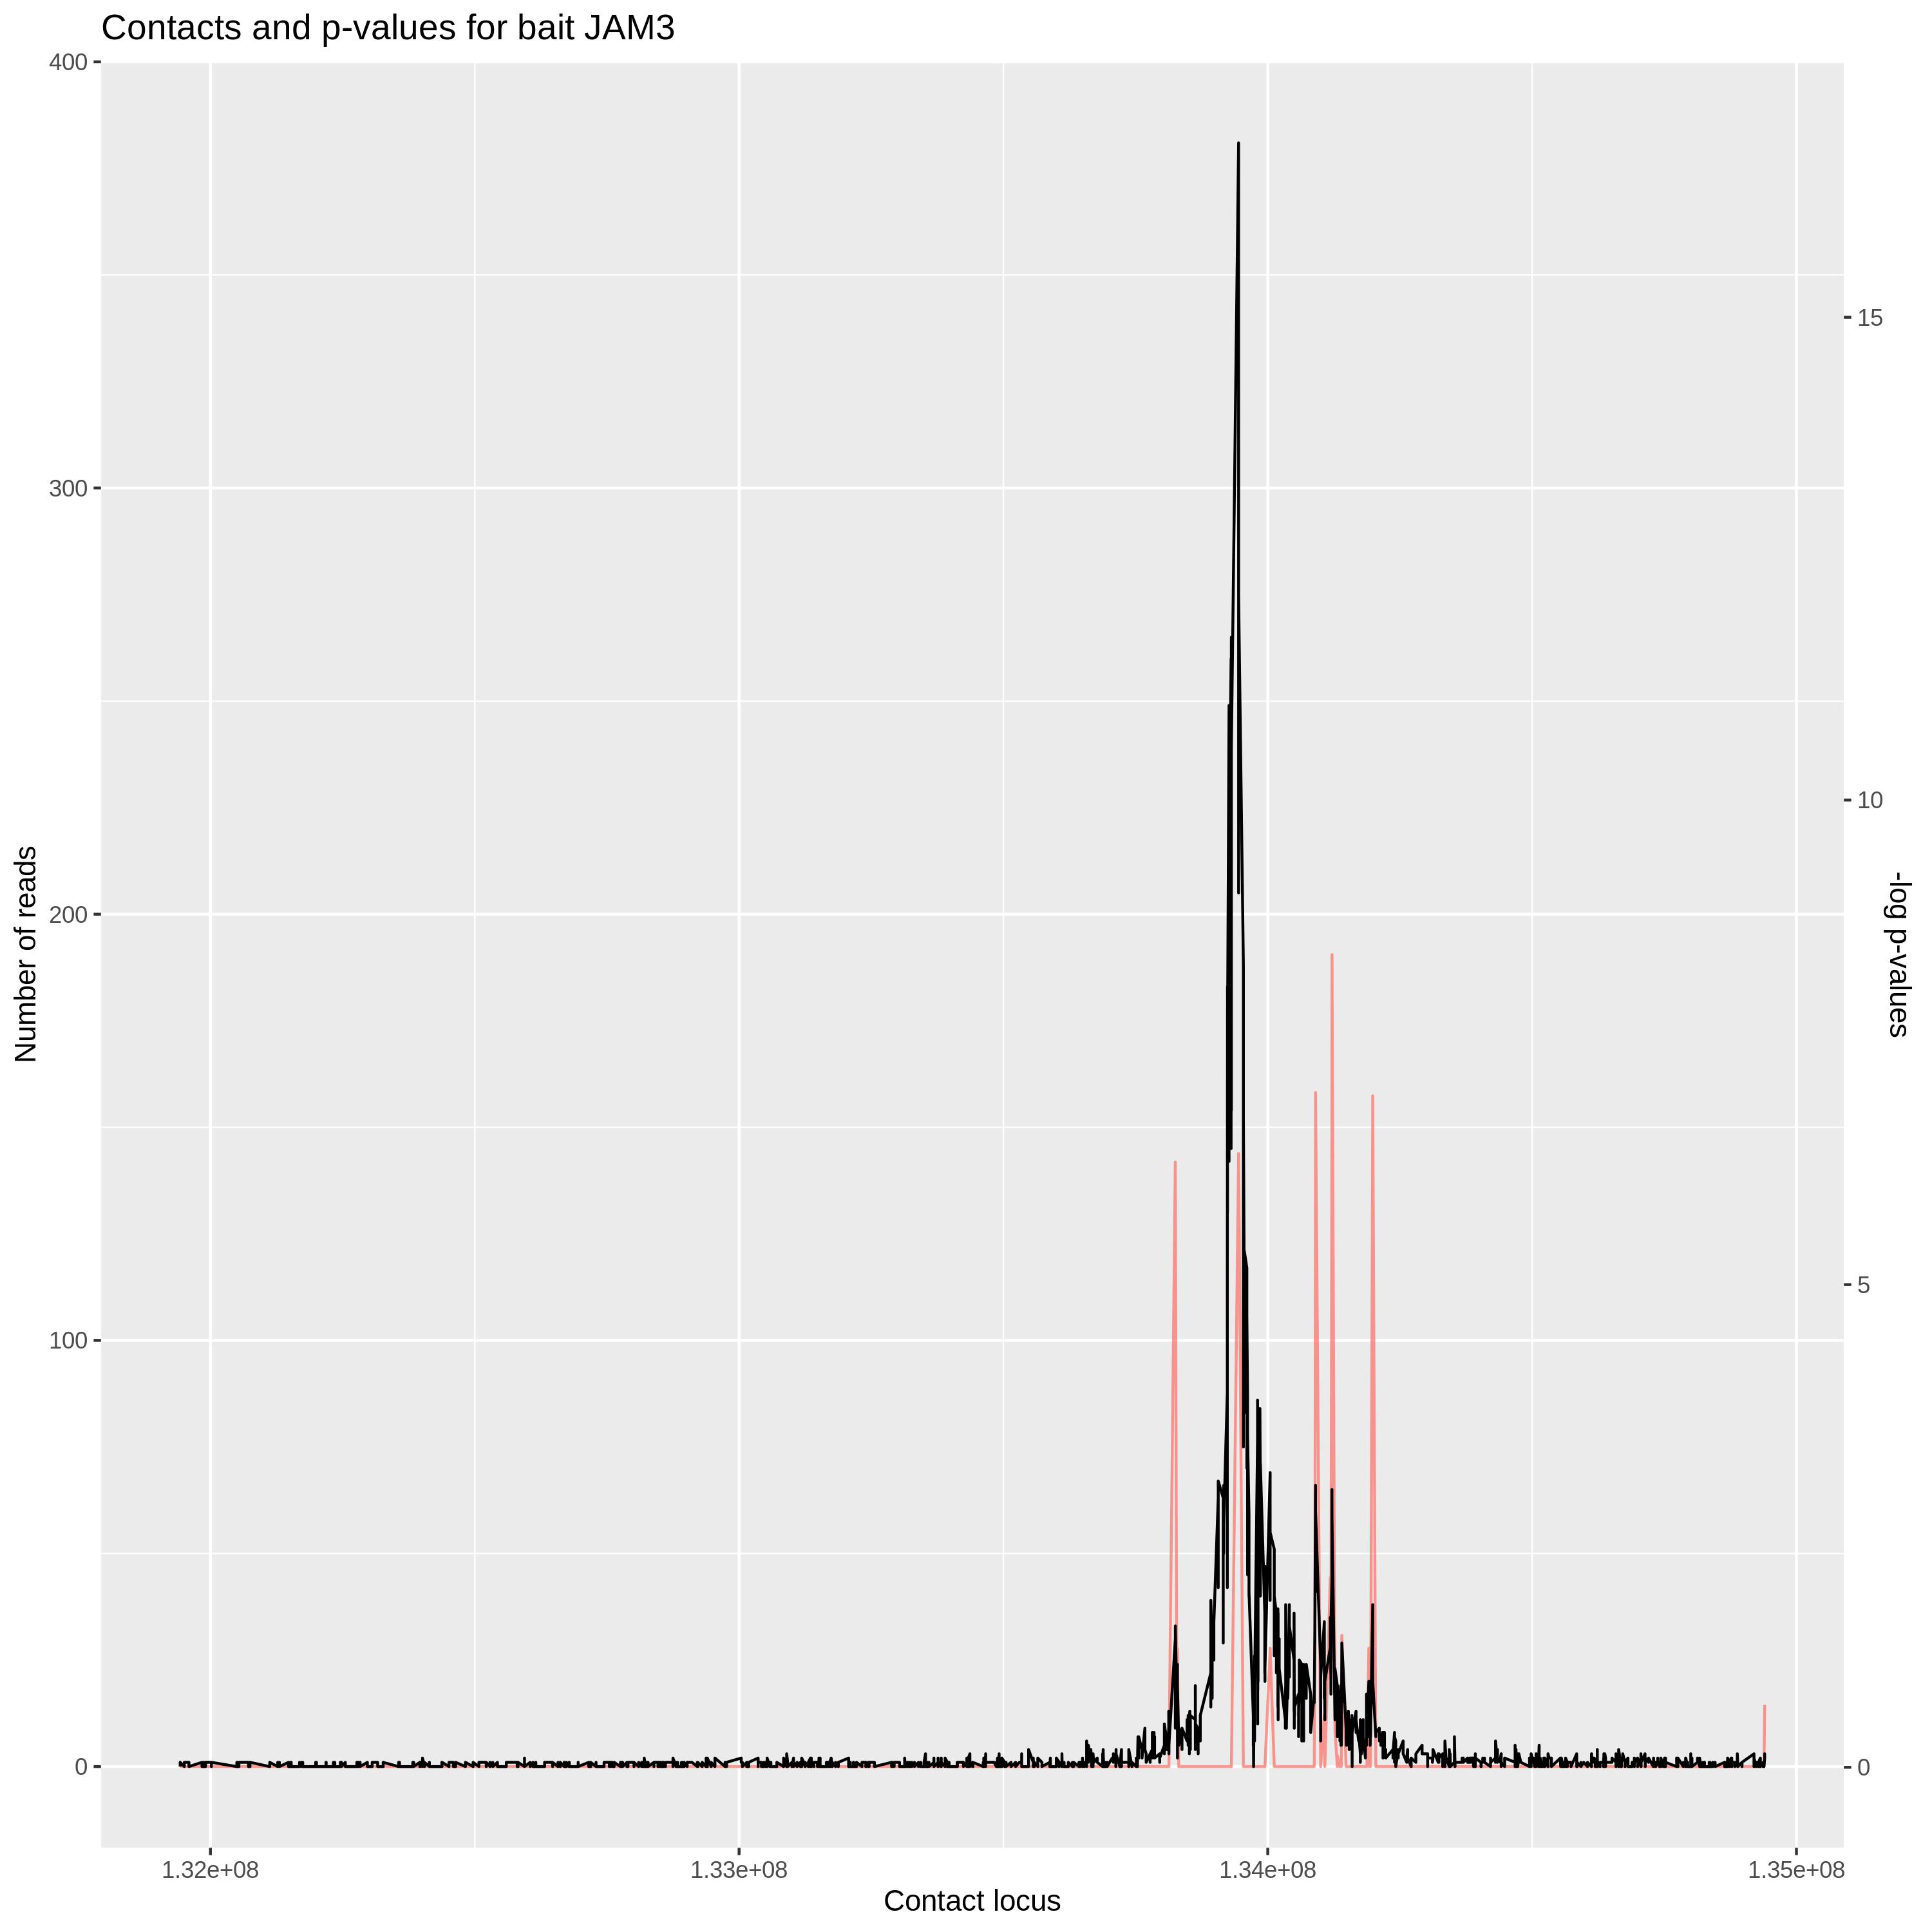 Contacts and p-values for bait JAM3
400
300
200
100
0
Number of reads
15
10
5
0
-log p-values
1.32e+08
1.33e+08
1.34e+08
1.35e+08
Contact locus